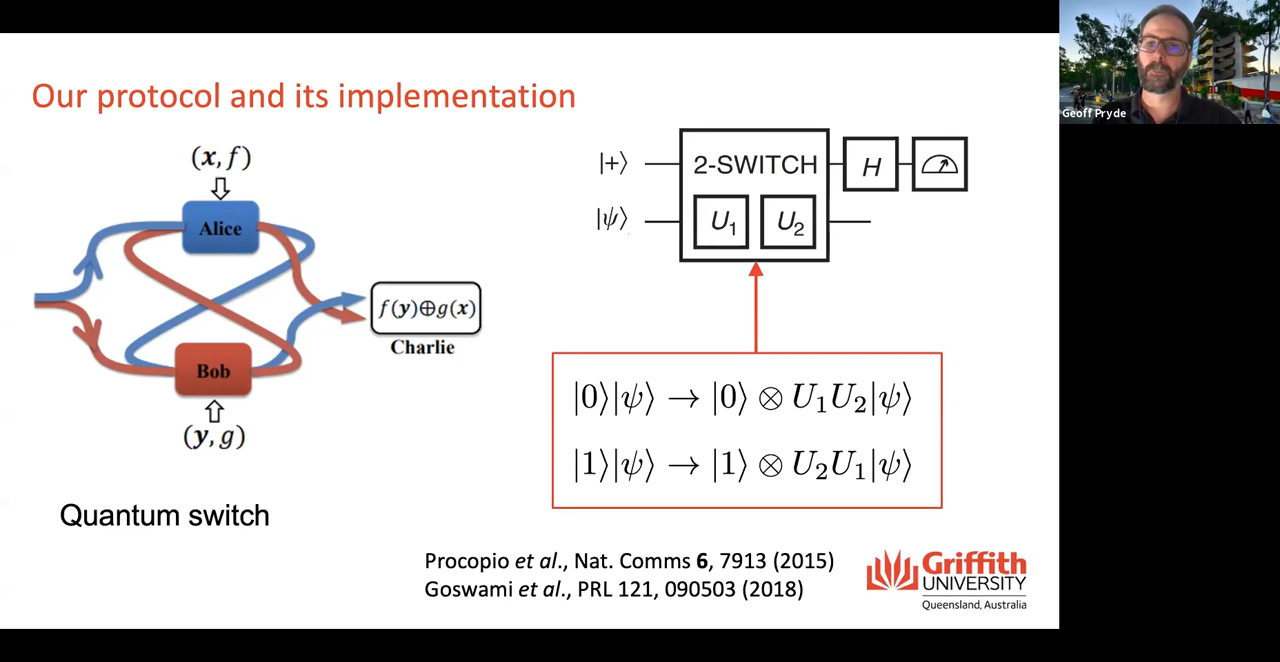 Our protocol and its implementation
(x, f)
Alice
f(y)⊕g(x)
Charlie
Bob
(y, g)
Quantum switch
|+⟩
2-SWITCH
H
|ψ⟩
U₁
U₂
|0⟩|ψ⟩ → |0⟩ ⊗ U₁U₂|ψ⟩
|1⟩|ψ⟩ → |1⟩ ⊗ U₂U₁|ψ⟩
Procopio et al., Nat. Comms 6, 7913 (2015)
Goswami et al., PRL 121, 090503 (2018)
Griffith
UNIVERSITY
Queensland, Australia
Geoff Pryde